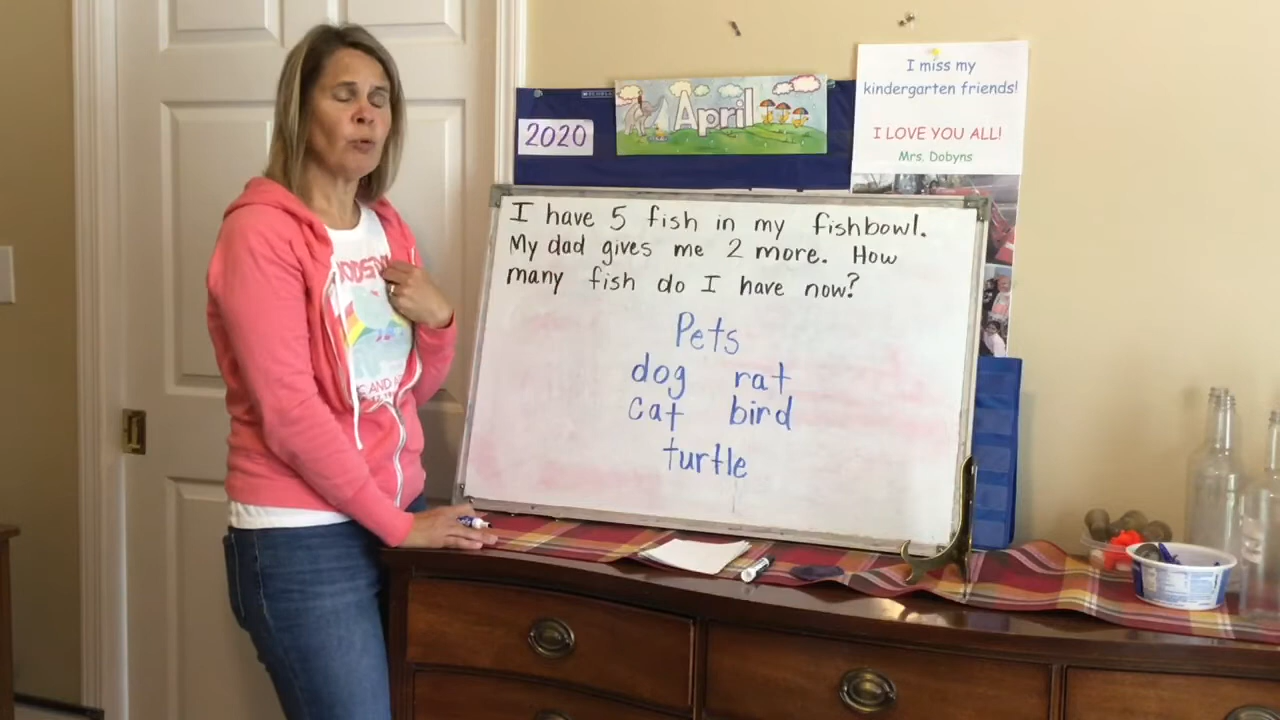 2020
April
I miss my
kindergarten friends!
I LOVE YOU ALL!
Mrs. Dobyns
I have 5 fish in my fishbowl.
My dad gives me 2 more. How
many fish do I have now?
Pets
dog rat
cat bird
turtle